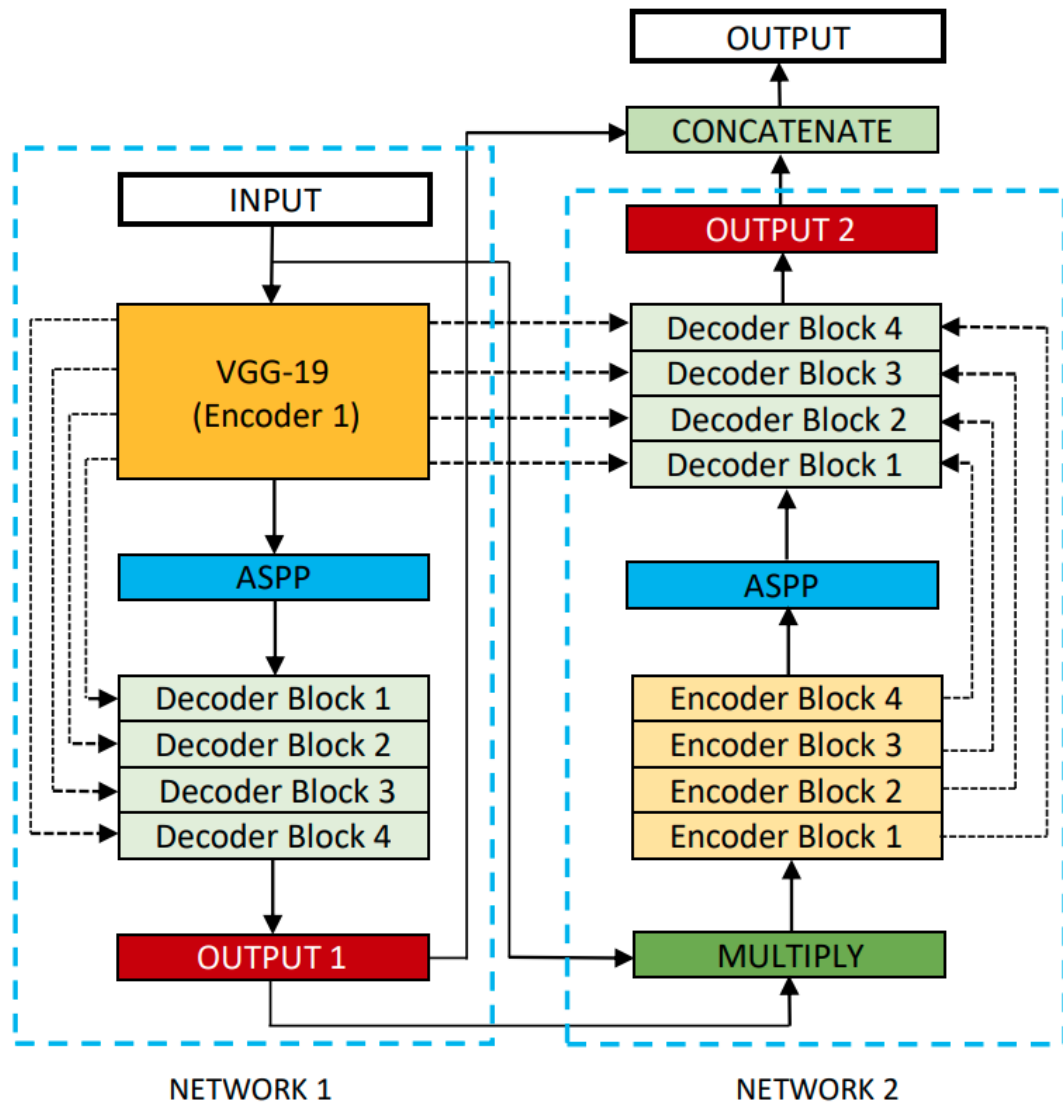 OUTPUT
CONCATENATE
INPUT
OUTPUT 2
VGG-19
(Encoder 1)
Decoder Block 4
Decoder Block 3
Decoder Block 2
Decoder Block 1
ASPP
ASPP
Decoder Block 1
Decoder Block 2
Decoder Block 3
Decoder Block 4
Encoder Block 4
Encoder Block 3
Encoder Block 2
Encoder Block 1
OUTPUT 1
MULTIPLY
NETWORK 1
NETWORK 2